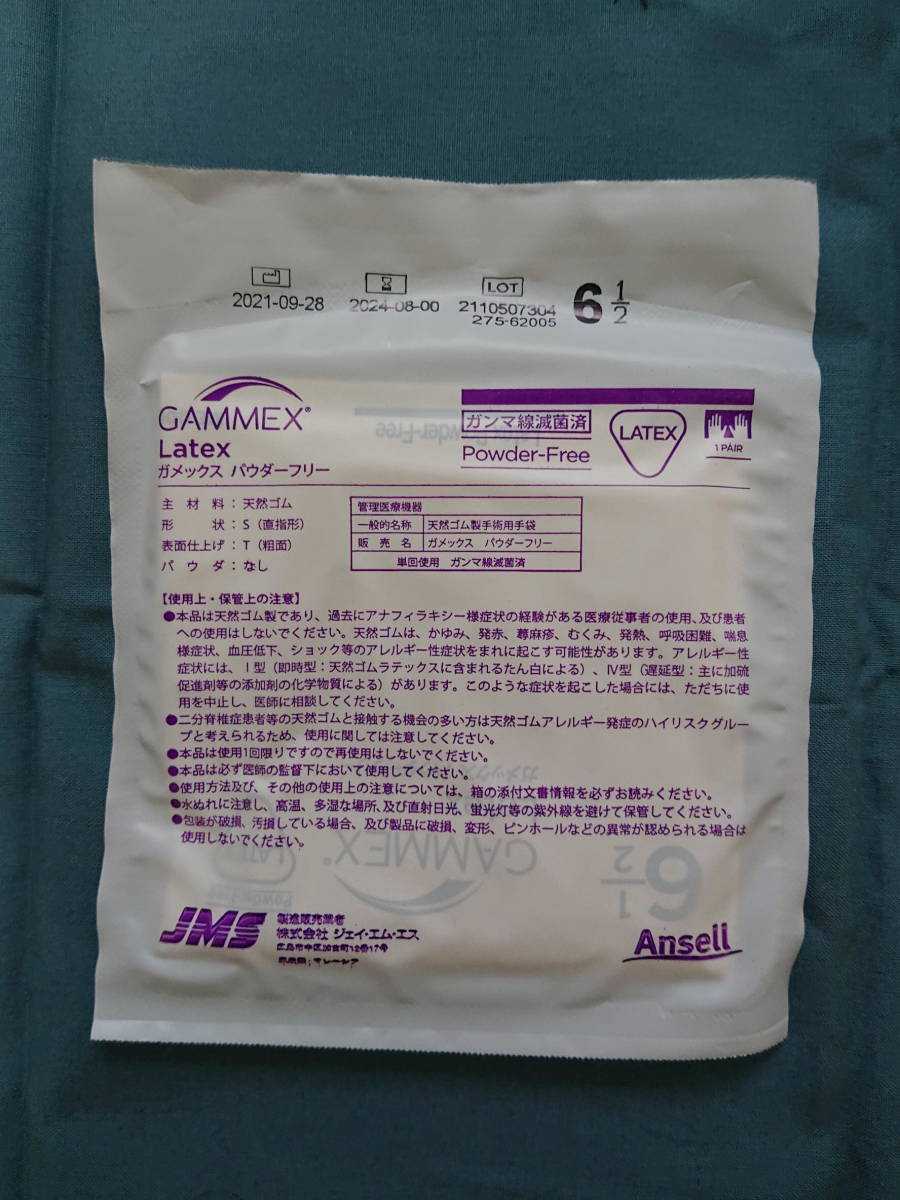 2021-09-28
2024-08-00
LOT
2110507304
275-62005
6 1/2
GAMMEX®
Latex
ガメックス パウダーフリー
ガンマ線滅菌済
Powder-Free
LATEX
1 PAIR
主材料：天然ゴム
形状：S（直指形）
表面仕上げ：T（粗面）
パウダ：なし
管理医療機器
一般的名称 天然ゴム製手術用手袋
販売名 ガメックス パウダーフリー
単回使用 ガンマ線滅菌済
【使用上・保管上の注意】
●本品は天然ゴム製であり、過去にアナフィラキシー様症状の経験がある医療従事者の使用、及び患者
への使用はしないでください。天然ゴムは、かゆみ、発赤、蕁麻疹、むくみ、発熱、呼吸困難、喘息
様症状、血圧低下、ショック等のアレルギー性症状をまれに起こす可能性があります。アレルギー性
症状には、Ⅰ型（即時型：天然ゴムラテックスに含まれるたん白による）、Ⅳ型（遅延型：主に加硫
促進剤等の添加剤の化学物質による）があります。このような症状を起こした場合には、ただちに使
用を中止し、医師に相談してください。
●二分脊椎症患者等の天然ゴムと接触する機会の多い方は天然ゴムアレルギー発症のハイリスクグルー
プと考えられるため、使用に関しては注意してください。
●本品は使用1回限りですので再使用はしないでください。
●本品は必ず医師の監督下において使用してください。
●使用方法及び、その他の使用上の注意については、箱の添付文書情報を必ずお読みください。
●水ぬれに注意し、高温、多湿な場所、及び直射日光、蛍光灯等の紫外線を避けて保管してください。
●包装が破損、汚損している場合、及び製品に破損、変形、ピンホールなどの異常が認められる場合は
使用しないでください。
JMS
製造販売業者
株式会社 ジェイ・エム・エス
広島市中区加古町12番17号
原産国：マレーシア
Ansell